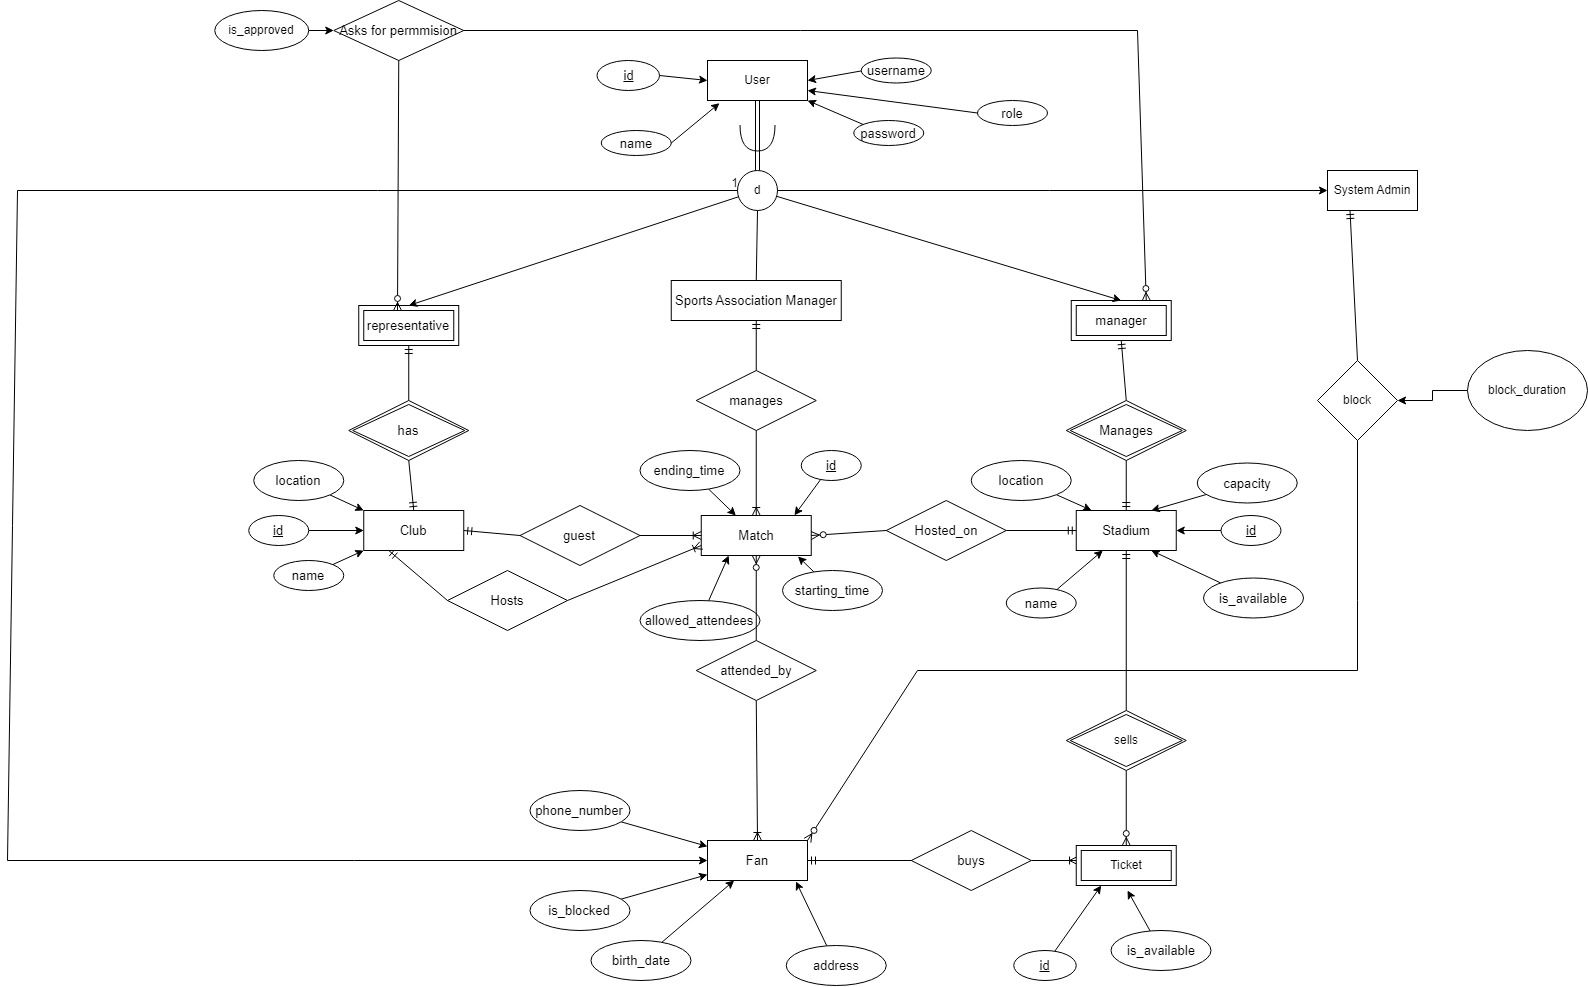 is_approved
Asks for permmision
id
User
username
role
name
password
1
d
System Admin
Sports Association Manager
representative
manager
manages
block
block_duration
has
Manages
location
ending_time
id
location
capacity
id
Club
guest
Match
Hosted_on
Stadium
id
name
Hosts
starting_time
name
is_available
allowed_attendees
attended_by
sells
phone_number
Fan
buys
Ticket
is_blocked
birth_date
address
id
is_available